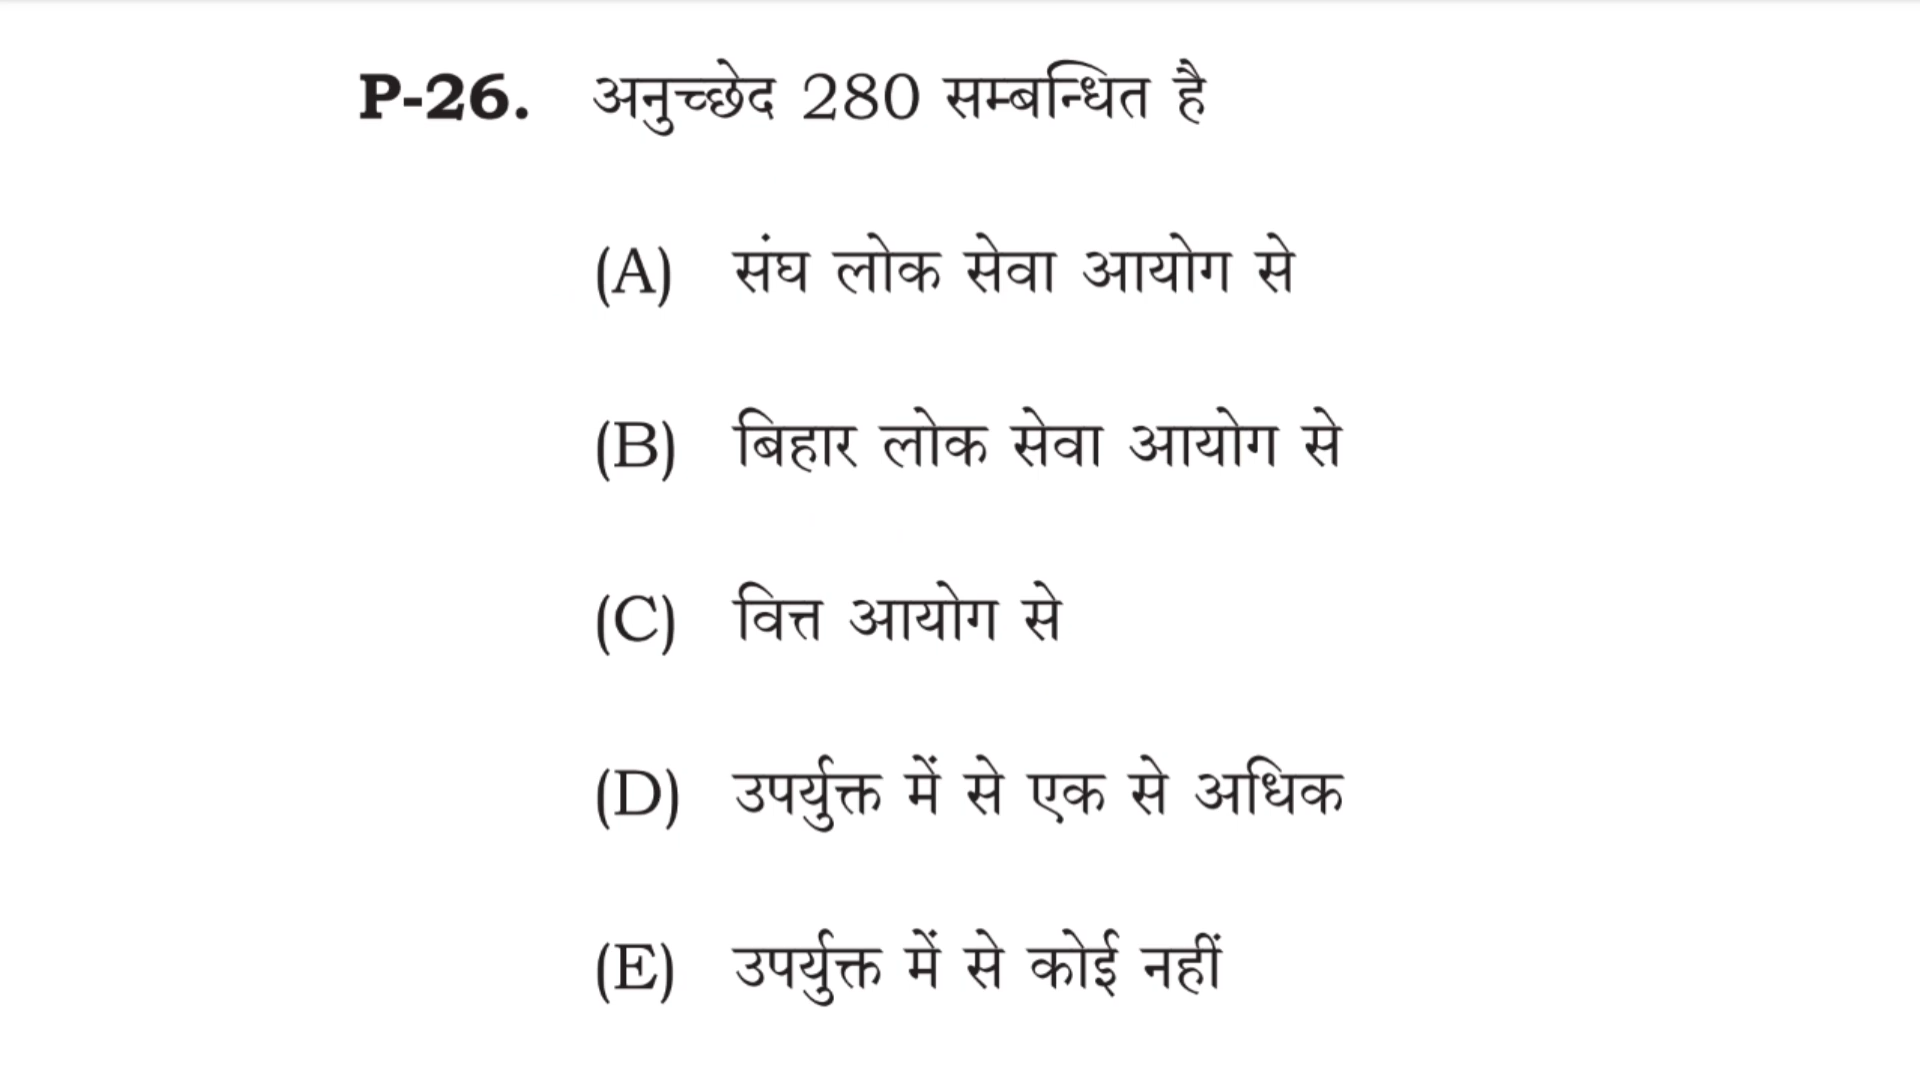 P-26. अनुच्छेद 280 सम्बन्धित है
(A) संघ लोक सेवा आयोग से
(B) बिहार लोक सेवा आयोग से
(C) वित्त आयोग से
(D) उपर्युक्त में से एक से अधिक
(E) उपर्युक्त में से कोई नहीं